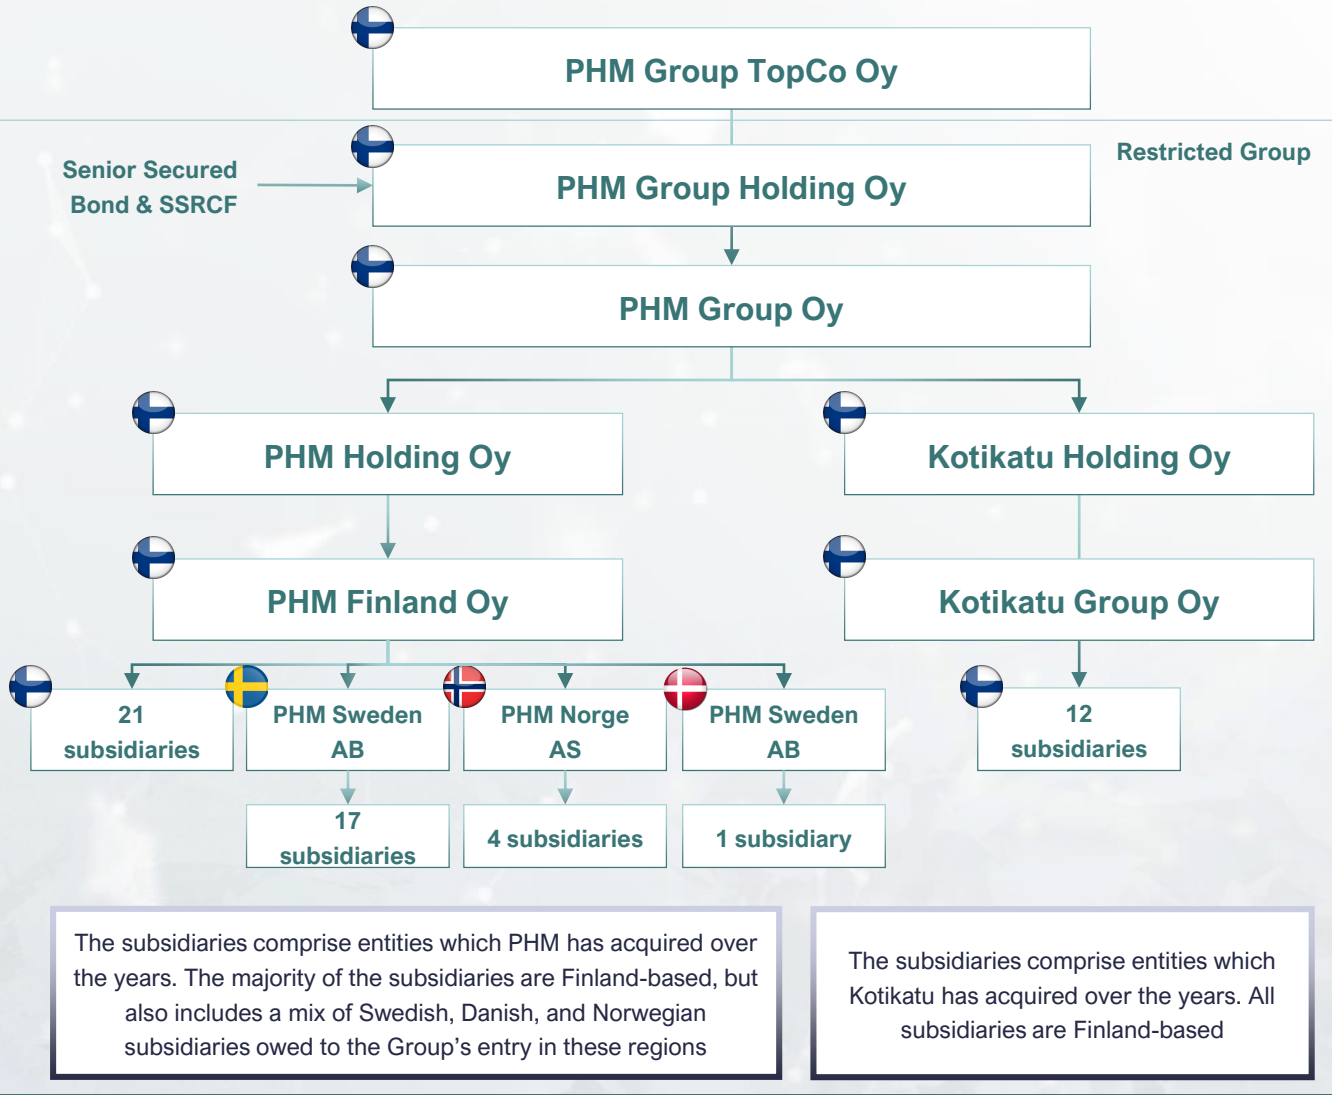 PHM Group TopCo Oy
Restricted Group
Senior Secured
Bond & SSRCF
PHM Group Holding Oy
PHM Group Oy
PHM Holding Oy
Kotikatu Holding Oy
PHM Finland Oy
Kotikatu Group Oy
21
subsidiaries
PHM Sweden
AB
PHM Norge
AS
PHM Sweden
AB
12
subsidiaries
17
subsidiaries
4 subsidiaries
1 subsidiary
The subsidiaries comprise entities which PHM has acquired over
the years. The majority of the subsidiaries are Finland-based, but
also includes a mix of Swedish, Danish, and Norwegian
subsidiaries owed to the Group’s entry in these regions
The subsidiaries comprise entities which
Kotikatu has acquired over the years. All
subsidiaries are Finland-based